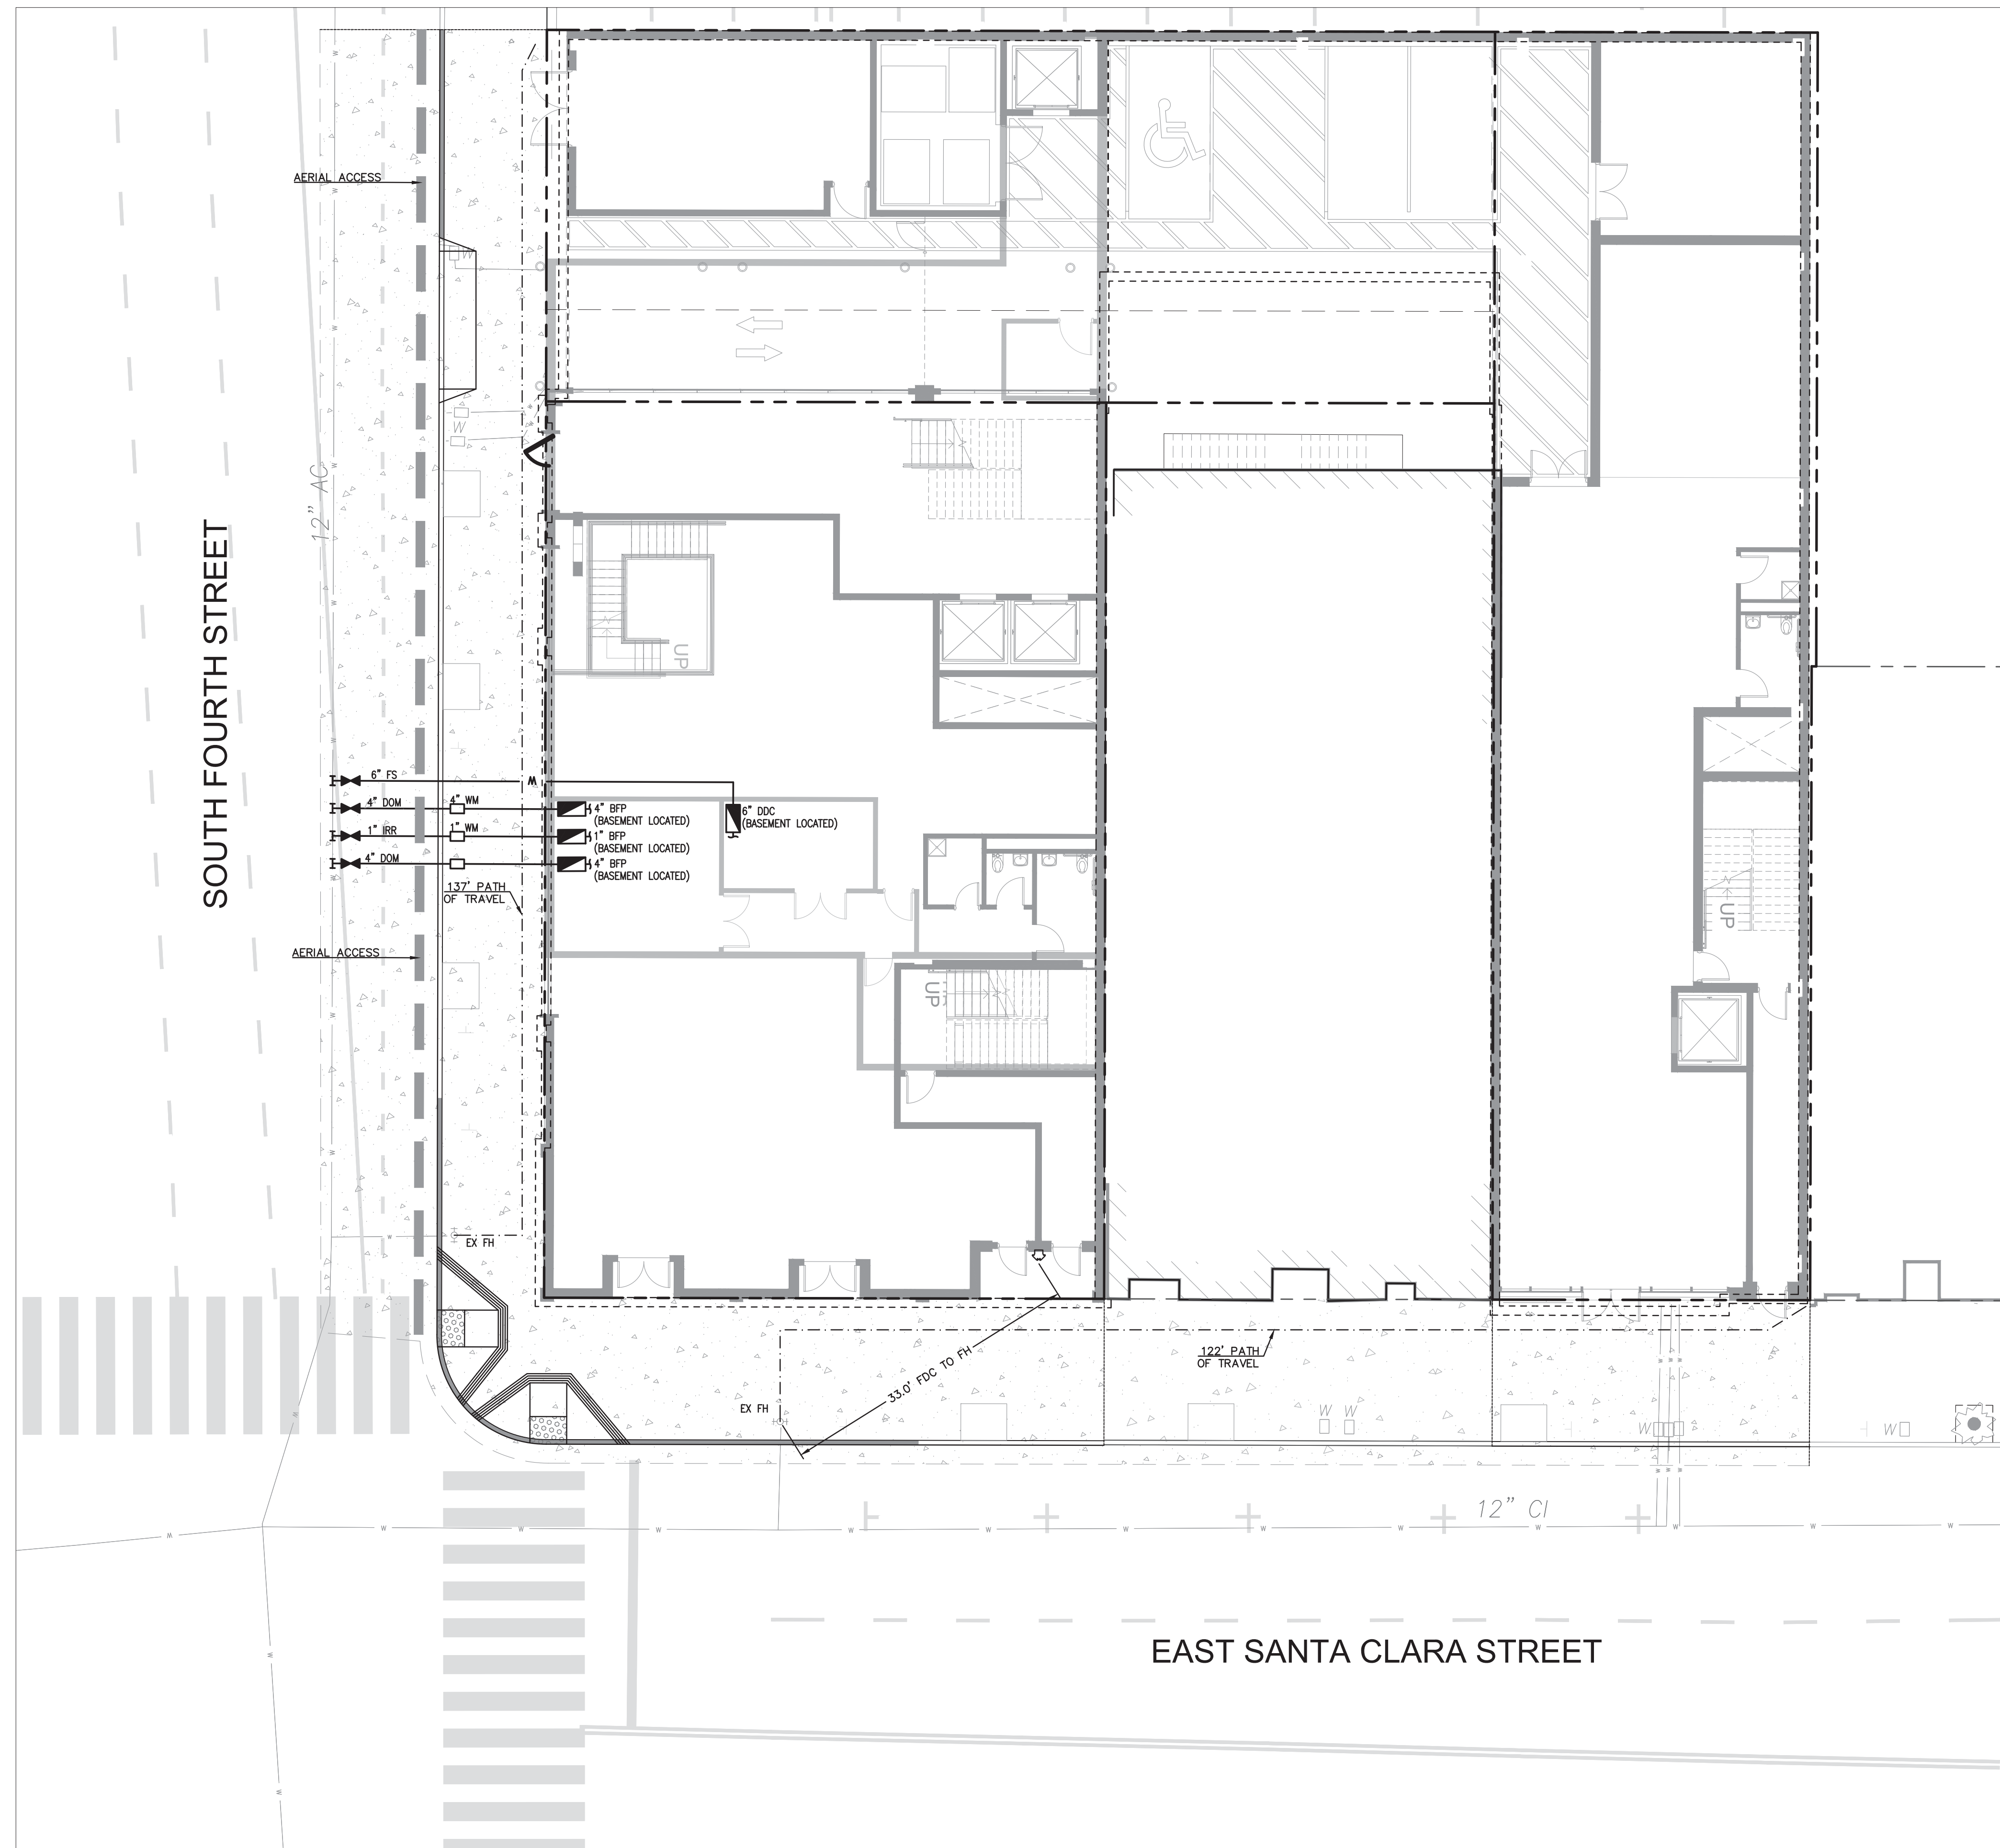 AERIAL ACCESS
W
W
12" AC
SOUTH FOURTH STREET
UP
6" FS
W
4" DOM
4" WM
4" BFP
(BASEMENT LOCATED)
6" DDC
(BASEMENT LOCATED)
1" IRR
1" WM
1" BFP
(BASEMENT LOCATED)
4" DOM
4" BFP
(BASEMENT LOCATED)
137' PATH
OF TRAVEL
UP
AERIAL ACCESS
UP
EX FH
122' PATH
OF TRAVEL
33.0' FDC TO FH
EX FH
W W
W
W
12" CI
W W W W W W W W W W W W W
EAST SANTA CLARA STREET